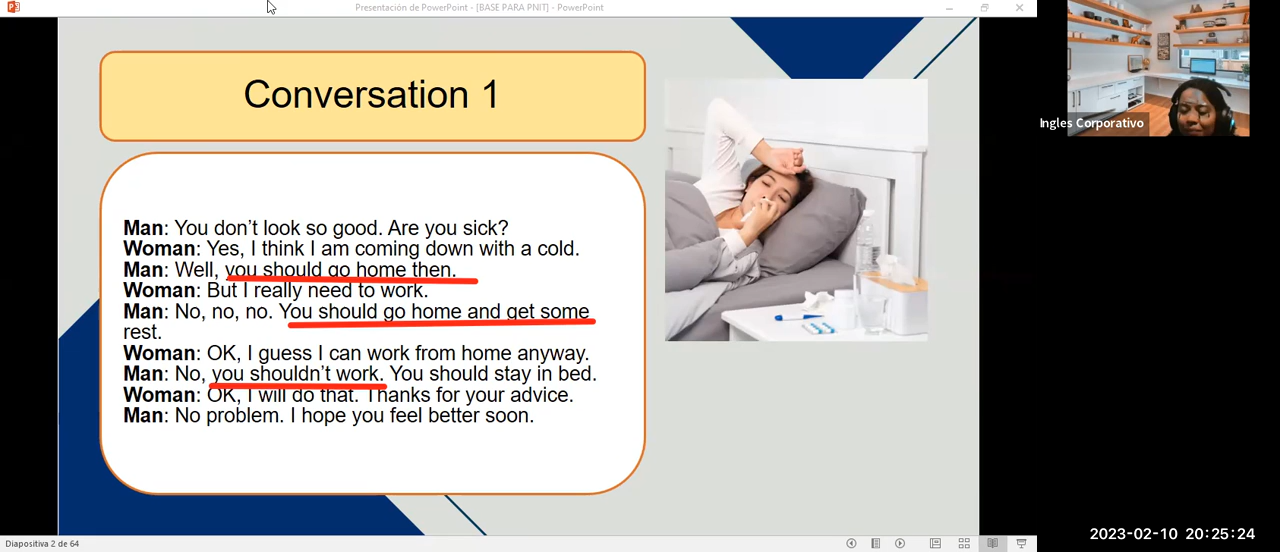 Presentación de PowerPoint - [BASE PARA PNIT] - PowerPoint
Conversation 1
Man: You don't look so good. Are you sick?
Woman: Yes, I think I am coming down with a cold.
Man: Well, you should go home then.
Woman: But I really need to work.
Man: No, no, no. You should go home and get some
rest.
Woman: OK, I guess I can work from home anyway.
Man: No, you shouldn't work. You should stay in bed.
Woman: OK, I will do that. Thanks for your advice.
Man: No problem. I hope you feel better soon.
Ingles Corporativo
Diapositiva 2 de 64
2023-02-10 20:25:24